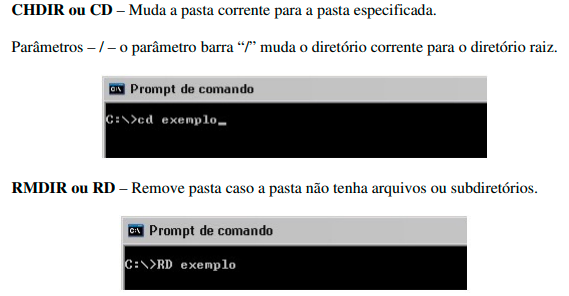 CHDIR ou CD – Muda a pasta corrente para a pasta especificada.
Parâmetros – / – o parâmetro barra “/” muda o diretório corrente para o diretório raiz.
C:\ Prompt de comando
C:\>cd exemplo_
RMDIR ou RD – Remove pasta caso a pasta não tenha arquivos ou subdiretórios.
C:\ Prompt de comando
C:\>RD exemplo